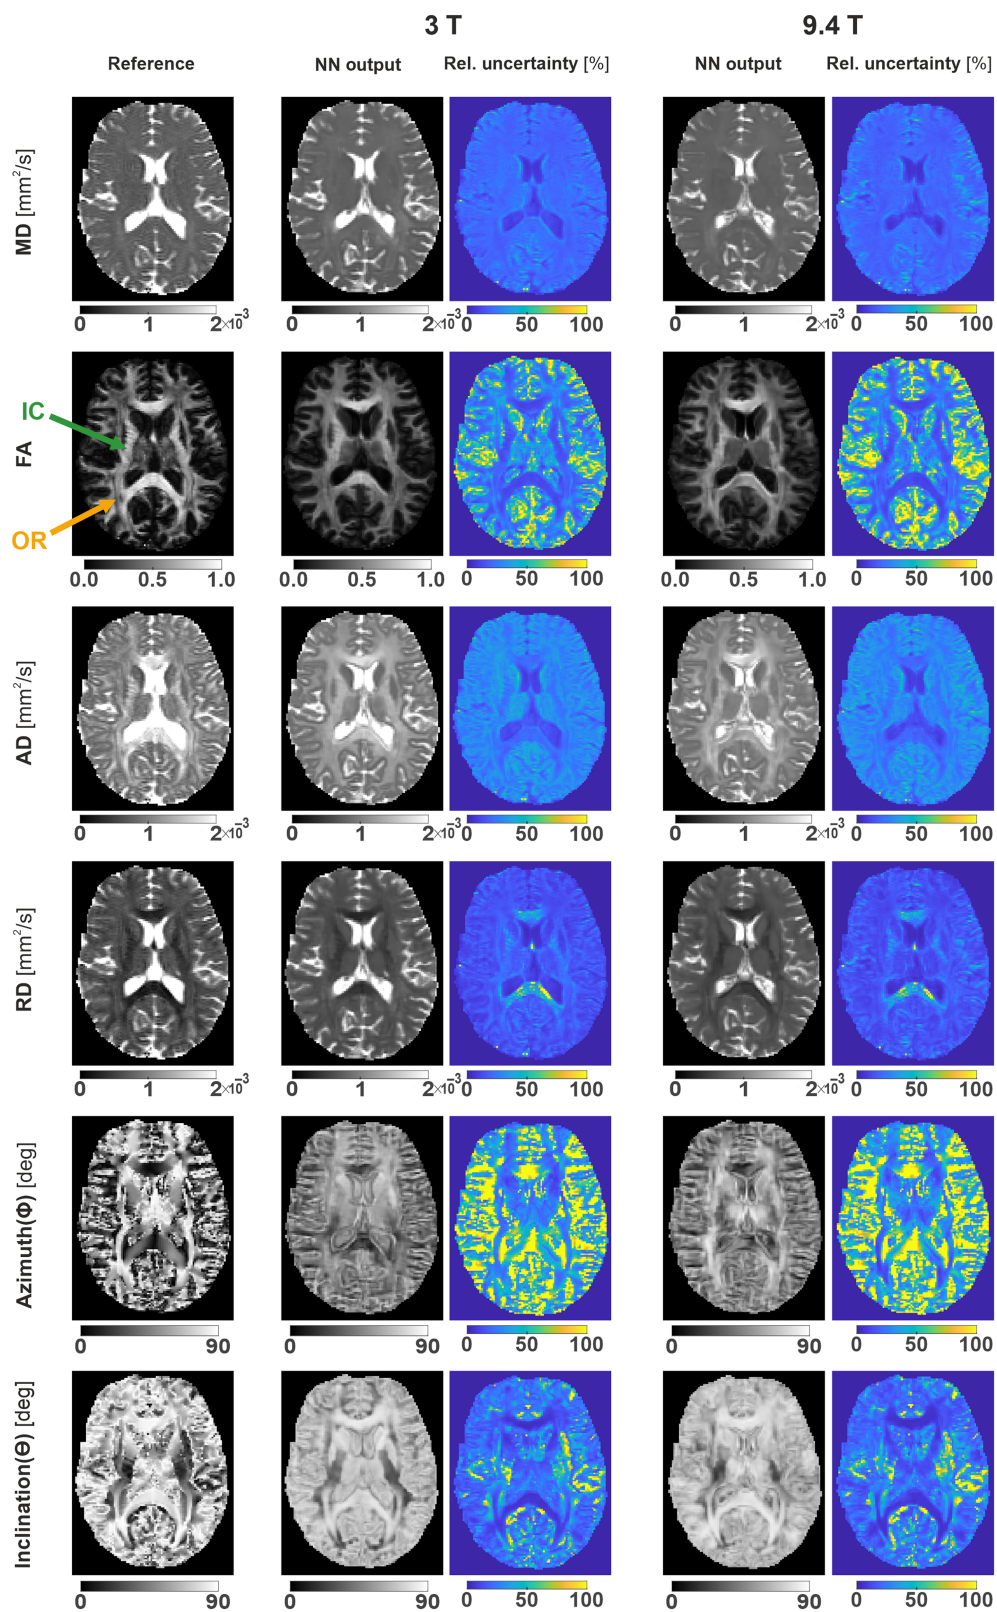 3 T 9.4 T
Reference NN output Rel. uncertainty [%] NN output Rel. uncertainty [%]
MD [mm²/s]
0 1 2×10⁻³ 0 1 2×10⁻³ 0 50 100 0 1 2×10⁻³ 0 50 100
IC
FA
OR
0.0 0.5 1.0 0.0 0.5 1.0 0 50 100 0.0 0.5 1.0 0 50 100
AD [mm²/s]
0 1 2×10⁻³ 0 1 2×10⁻³ 0 50 100 0 1 2×10⁻³ 0 50 100
RD [mm²/s]
0 1 2×10⁻³ 0 1 2×10⁻³ 0 50 100 0 1 2×10⁻³ 0 50 100
Azimuth(Φ) [deg]
0 90 0 90 0 50 100 0 90 0 50 100
Inclination(Θ) [deg]
0 90 0 90 0 50 100 0 90 0 50 100